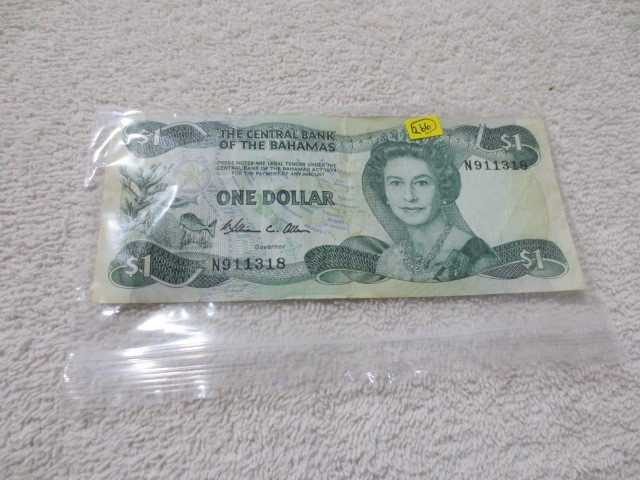 $1
THE CENTRAL BANK
OF THE BAHAMAS
$1
THESE NOTES ARE LEGAL TENDER UNDER THE
CENTRAL BANK OF THE BAHAMAS ACT 1974
FOR THE PAYMENT OF ANY AMOUNT
N911318
ONE DOLLAR
Governor
$1
N911318
$1